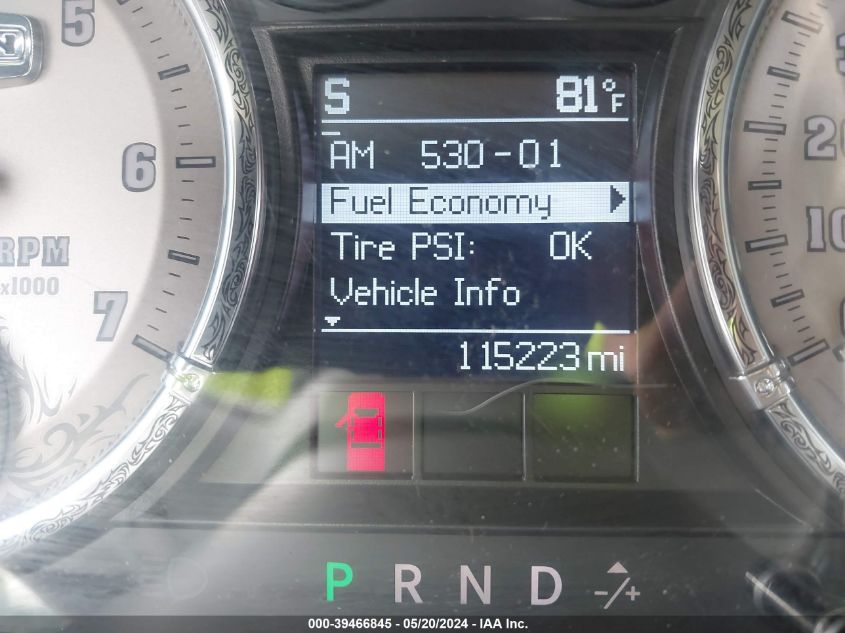 S 81°F
AM 530-01
Fuel Economy
Tire PSI: OK
Vehicle Info
115223 mi
5
6
RPM
x1000
7
20
10
P R N D -/+
000-39466845 - 05/20/2024 - IAA Inc.